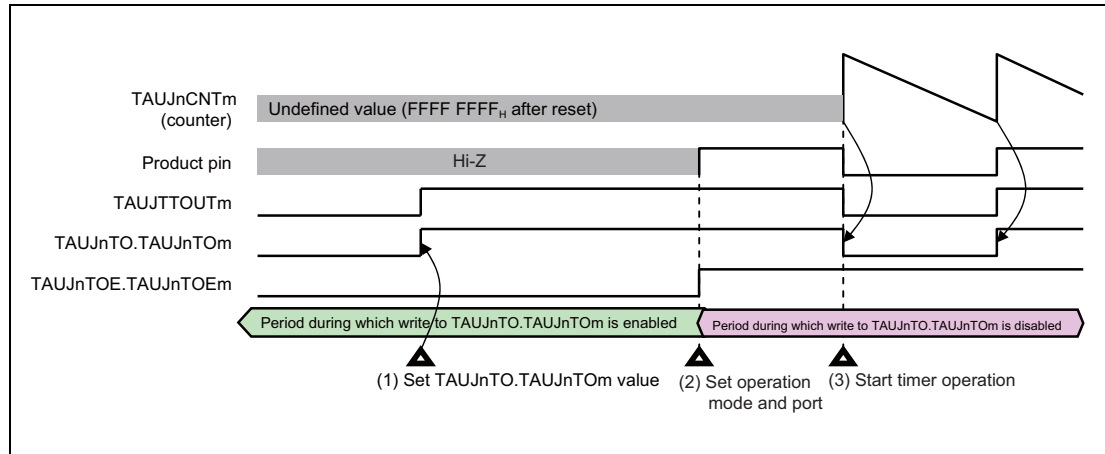 TAUJnCNTm
(counter)
Undefined value (FFFF FFFFH after reset)
Product pin
Hi-Z
TAUJTTOUTm
TAUJnTO.TAUJnTOm
TAUJnTOE.TAUJnTOEm
Period during which write to TAUJnTO.TAUJnTOm is enabled
Period during which write to TAUJnTO.TAUJnTOm is disabled
(1) Set TAUJnTO.TAUJnTOm value
(2) Set operation
mode and port
(3) Start timer operation